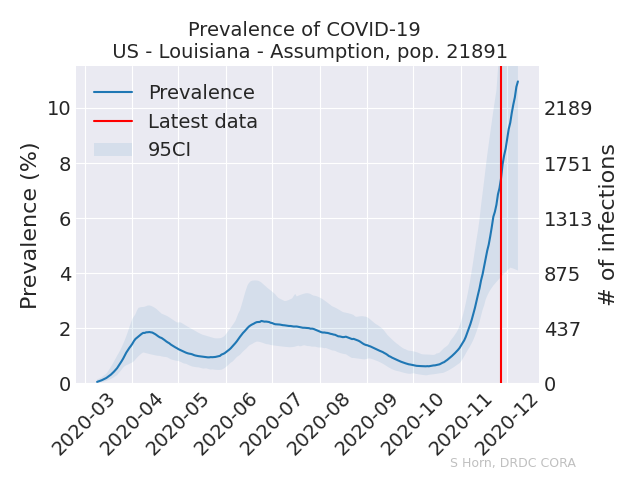 Prevalence of COVID-19
US - Louisiana - Assumption, pop. 21891
Prevalence
Latest data
95CI
Prevalence (%)
10
8
6
4
2
0
2189
1751
1313
875
437
0
# of infections
2020-03
2020-04
2020-05
2020-06
2020-07
2020-08
2020-09
2020-10
2020-11
2020-12
S Horn, DRDC CORA